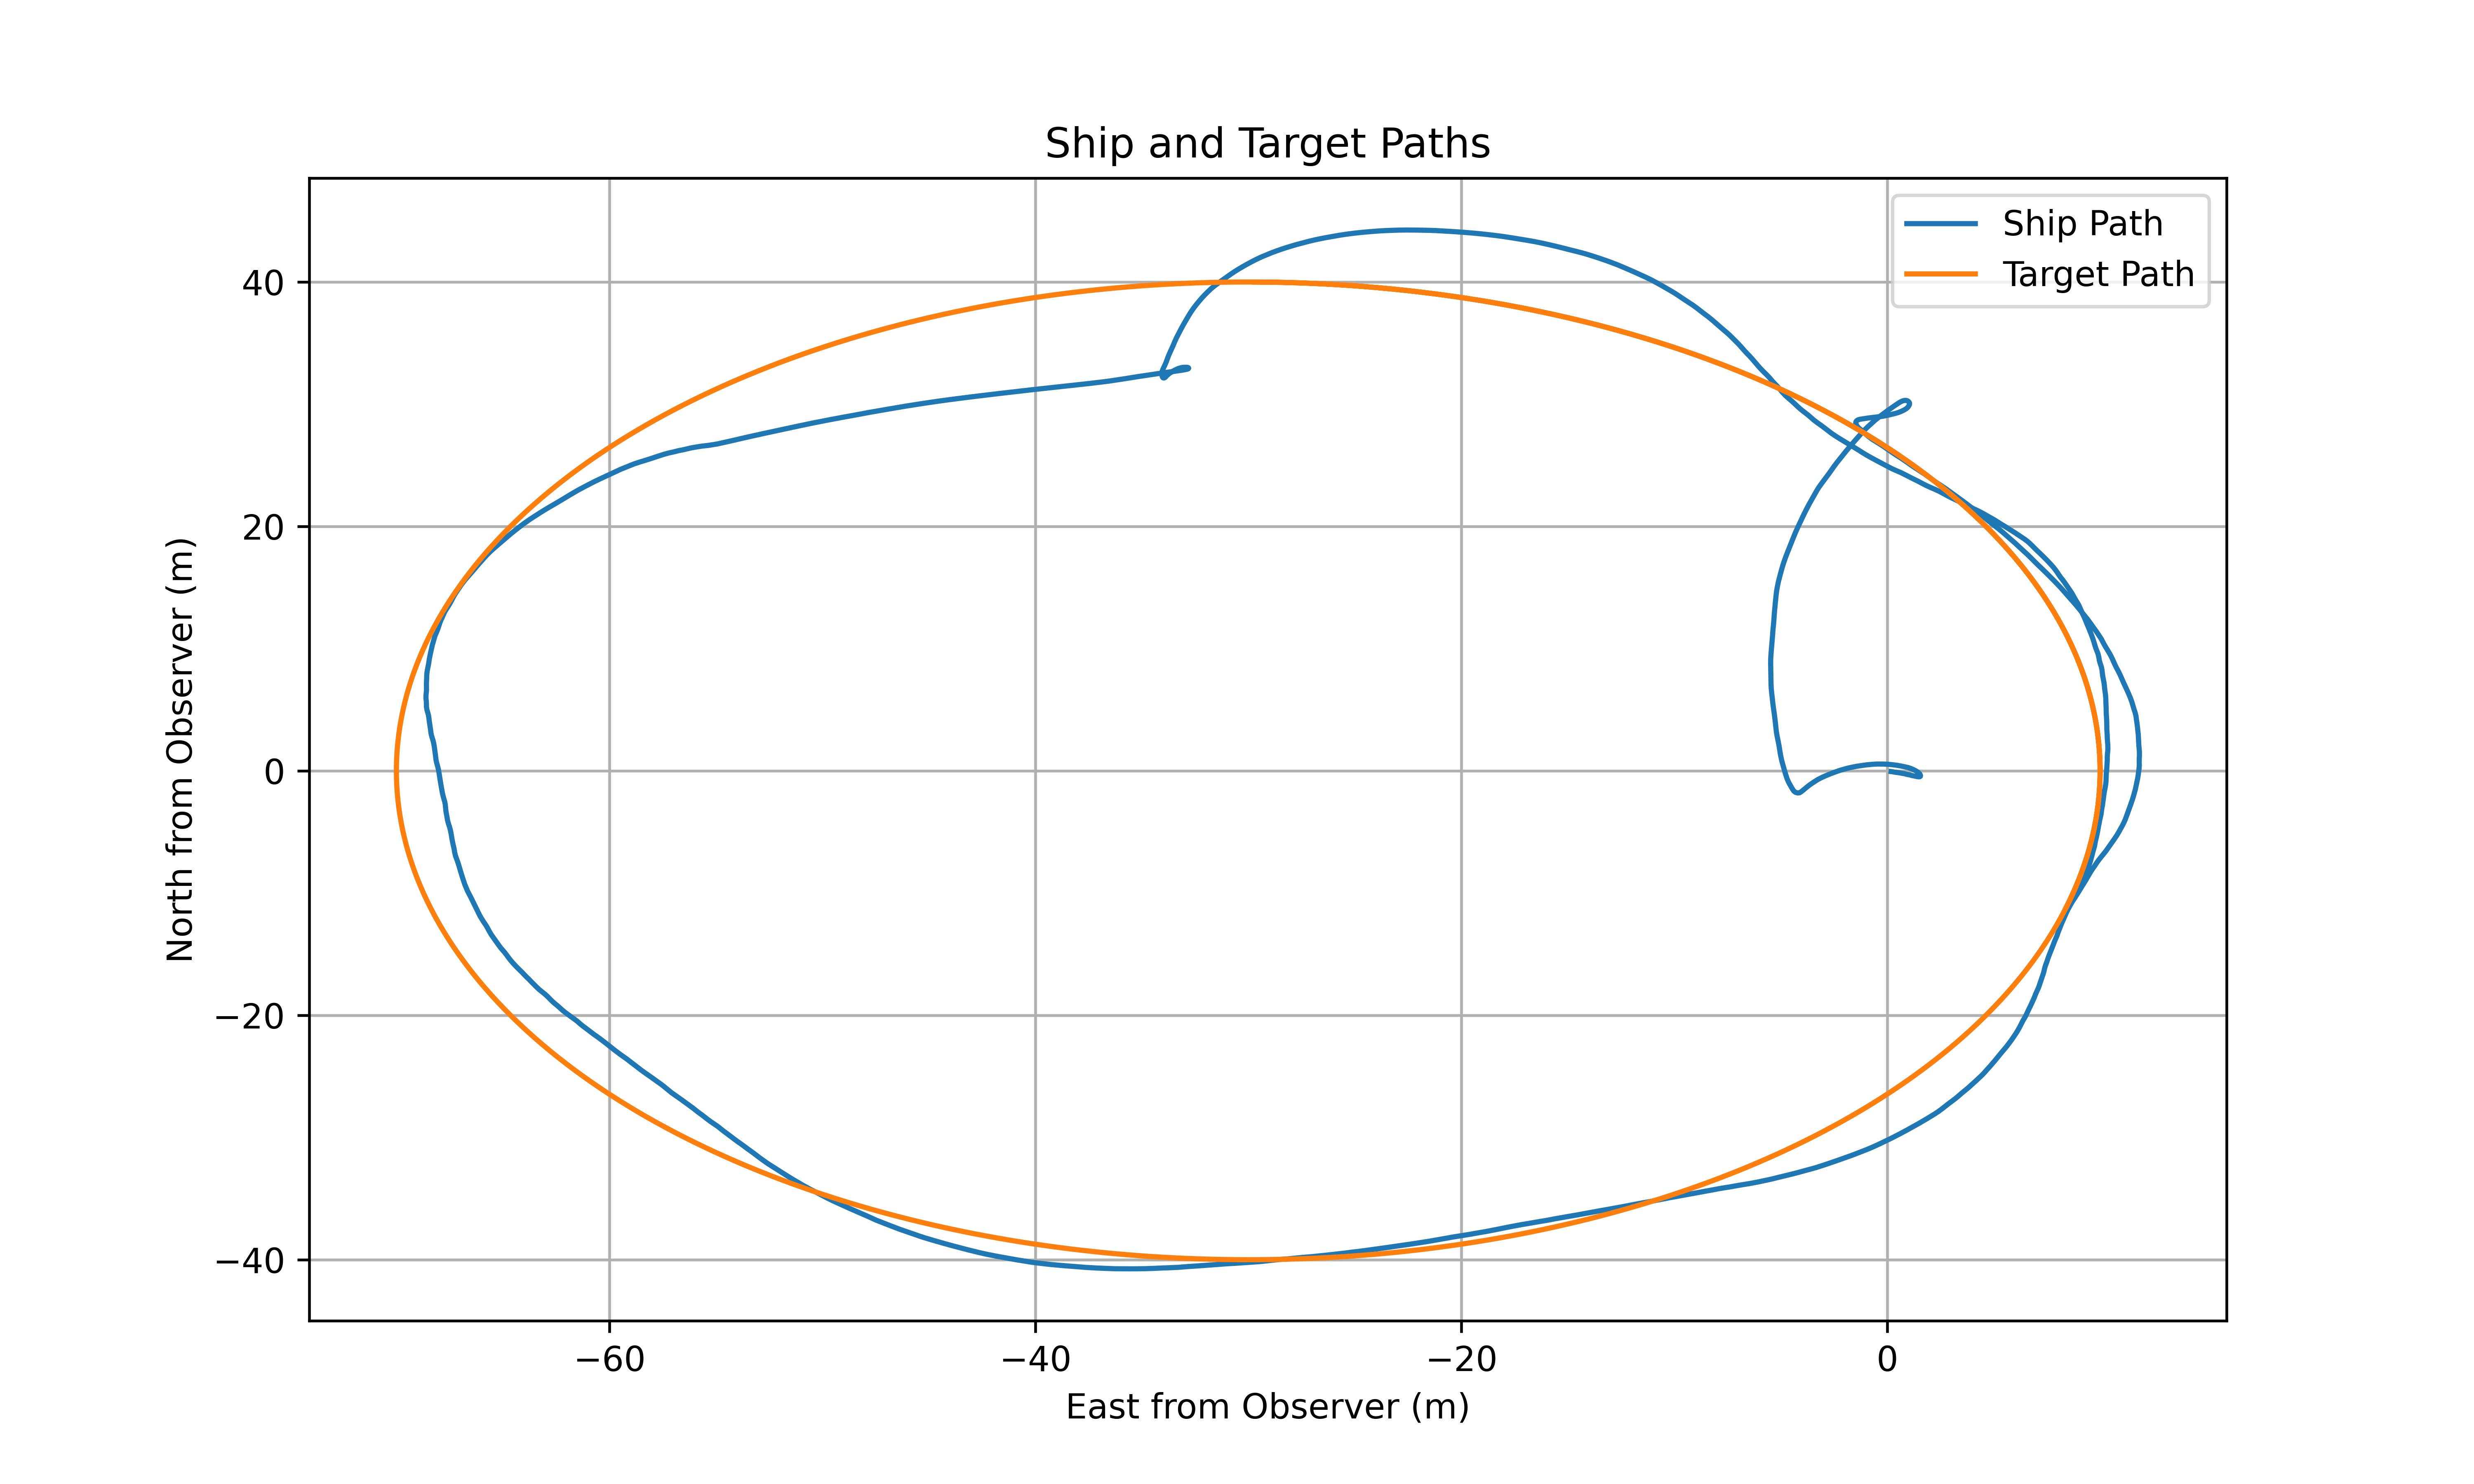 Ship and Target Paths
Ship Path
Target Path
40
20
0
−20
−40
North from Observer (m)
−60
−40
−20
0
East from Observer (m)